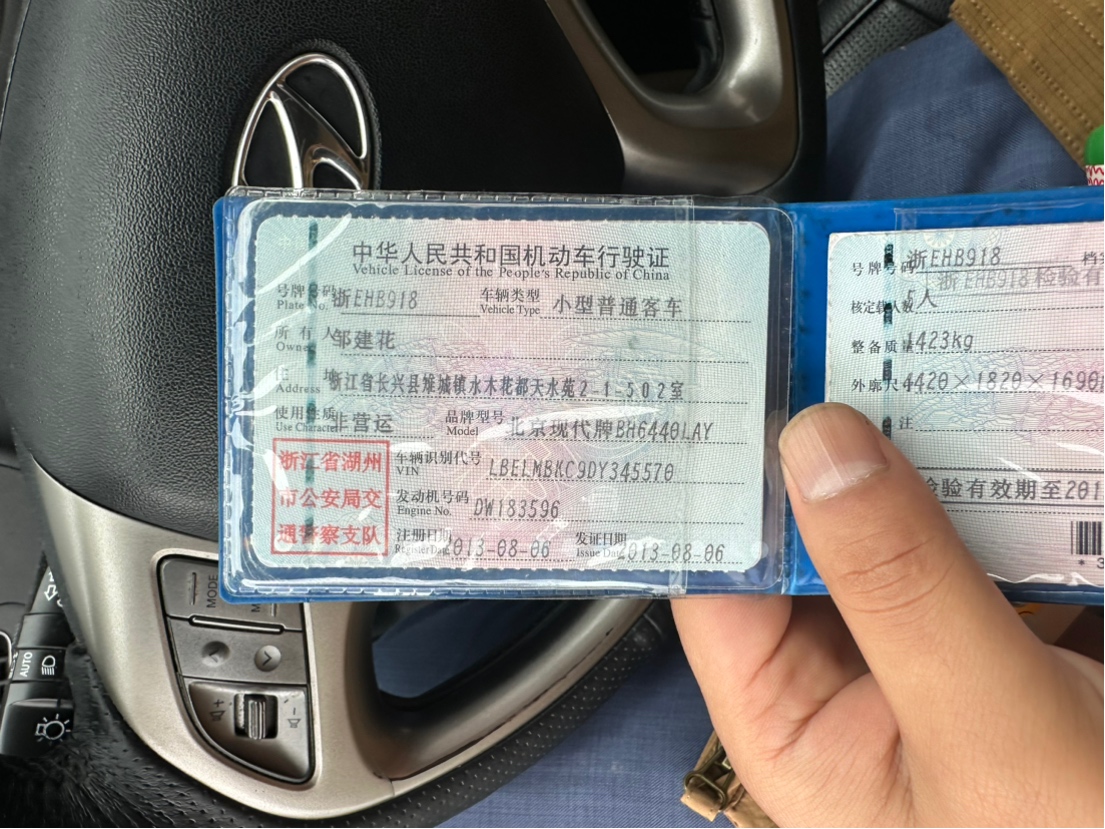 中华人民共和国机动车行驶证
Vehicle License of the People's Republic of China
号牌号码 浙EHB918 车辆类型 小型普通客车
Plate No. Vehicle Type
所有人 邹建花
Owner
住址 浙江省长兴县雉城镇水木花都天水苑2-1-502室
Address
使用性质 非营运 品牌型号 北京现代牌BH6440LAY
Use Character Model
浙江省湖州
市公安局交
通警察支队
车辆识别代号 LBELMBKC9DY345570
VIN
发动机号码 DW183596
Engine No.
注册日期 2013-08-06 发证日期 2013-08-06
Register Date Issue Date
号牌号码 浙EHB918
浙EHB918检验有
核定载人数 5人
整备质量 1423kg
外廓尺 4420×1820×1690
注
检验有效期至201
MODE
AUTO